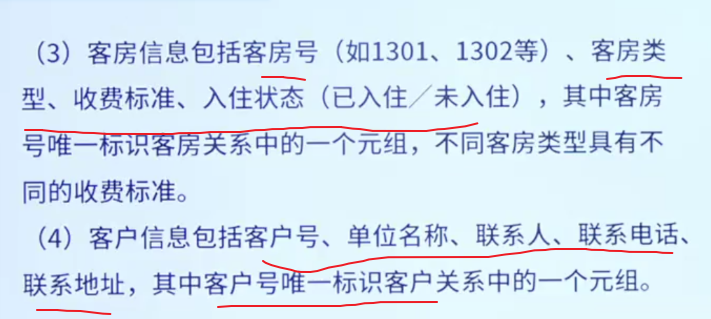 （3）客房信息包括客房号（如1301、1302等）、客房类
型、收费标准、入住状态（已入住／未入住），其中客房
号唯一标识客房关系中的一个元组，不同客房类型具有不
同的收费标准。
（4）客户信息包括客户号、单位名称、联系人、联系电话、
联系地址，其中客户号唯一标识客户关系中的一个元组。